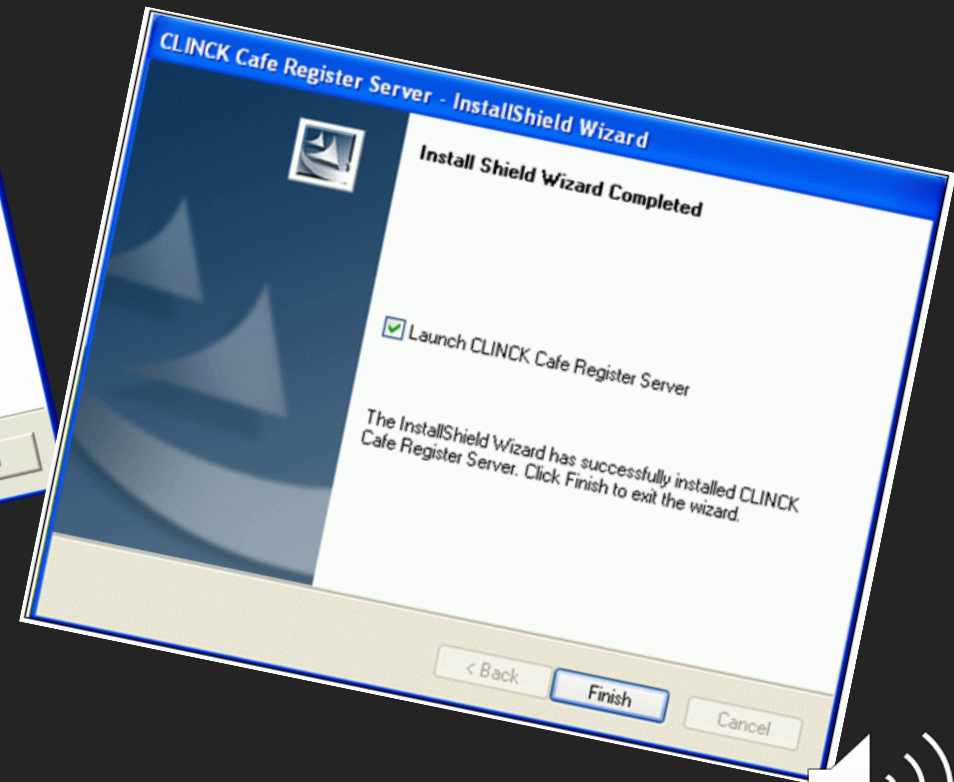 CLINCK Cafe Register Server - InstallShield Wizard
Install Shield Wizard Completed
Launch CLINCK Cafe Register Server
The InstallShield Wizard has successfully installed CLINCK
Cafe Register Server. Click Finish to exit the wizard.
< Back
Finish
Cancel